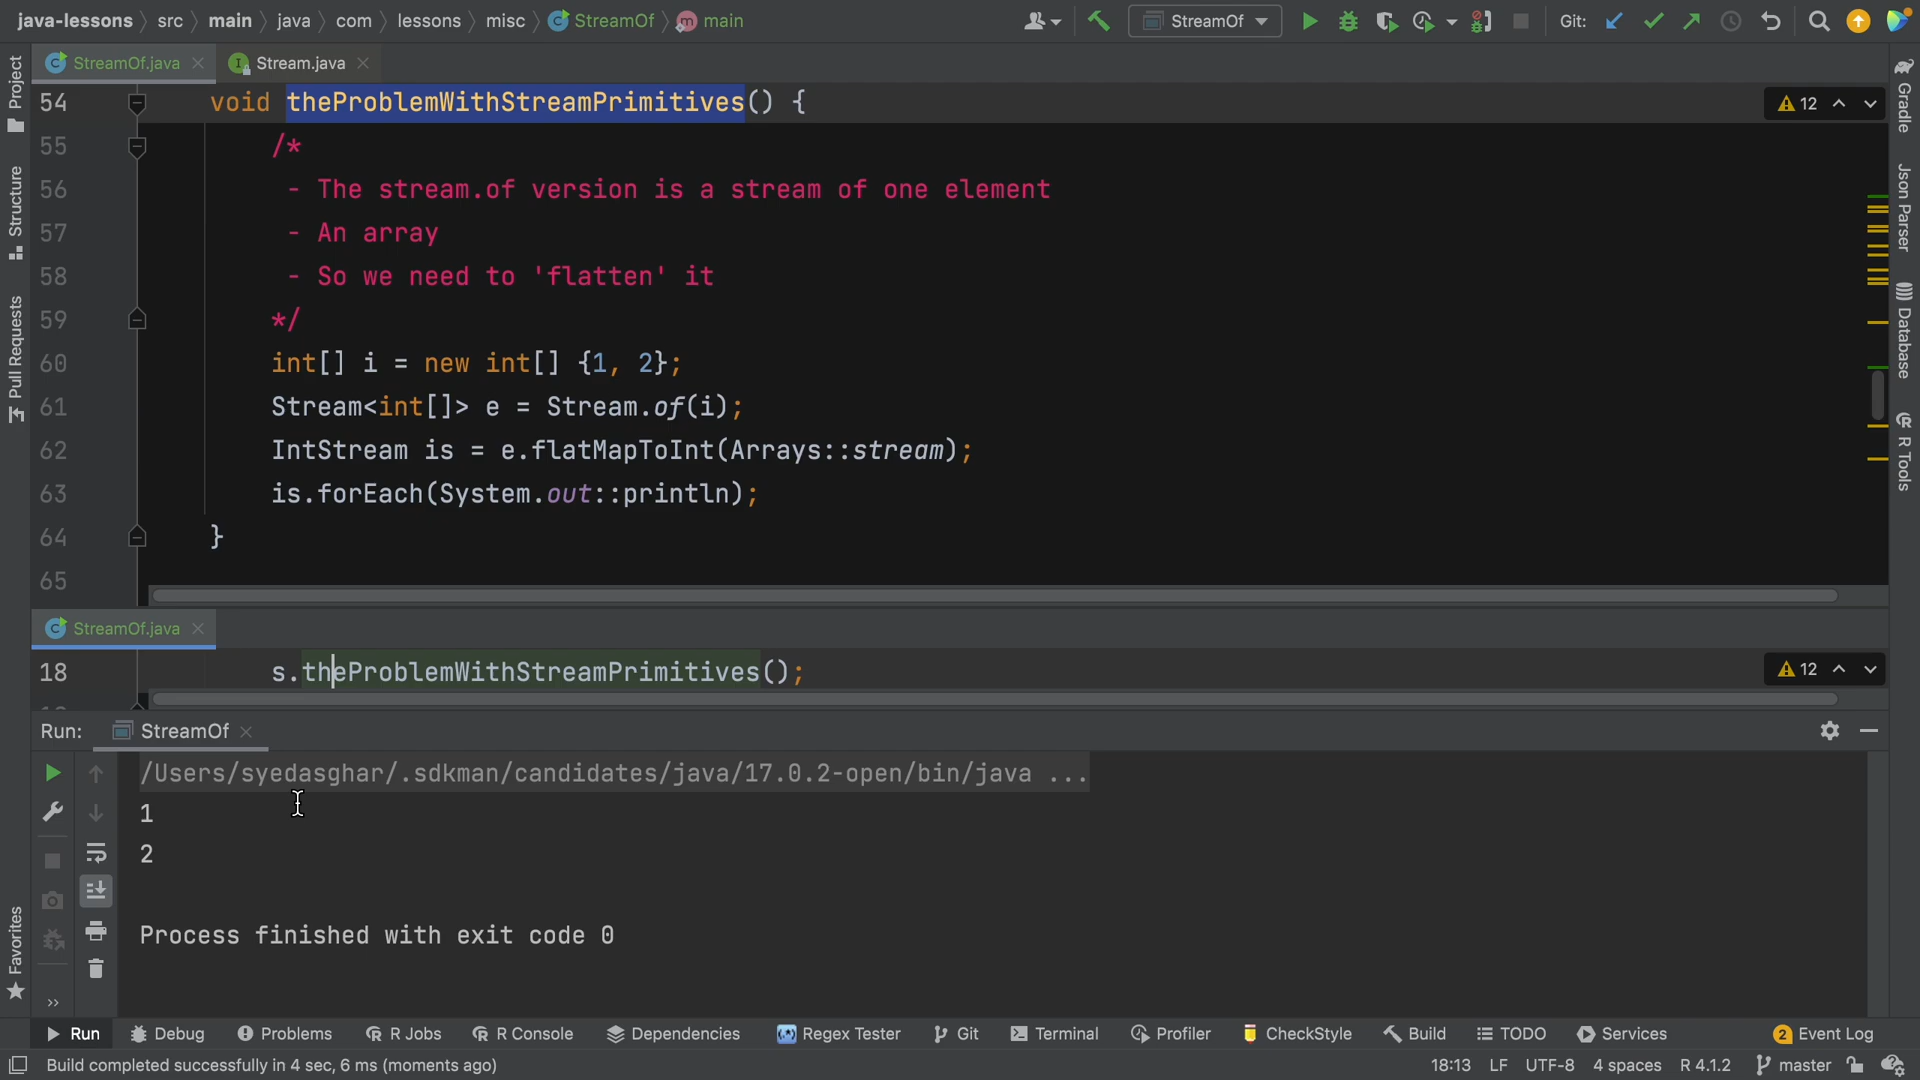 java-lessons src main java com lessons misc StreamOf main StreamOf Git:
StreamOf.java Stream.java
54 void theProblemWithStreamPrimitives() { 12
55 /*
56 - The stream.of version is a stream of one element
57 - An array
58 - So we need to 'flatten' it
59 */
60 int[] i = new int[] {1, 2};
61 Stream<int[]> e = Stream.of(i);
62 IntStream is = e.flatMapToInt(Arrays::stream);
63 is.forEach(System.out::println);
64 }
65
StreamOf.java
18 s.theProblemWithStreamPrimitives(); 12
Run: StreamOf
/Users/syedasghar/.sdkman/candidates/java/17.0.2-open/bin/java ...
1
2
Process finished with exit code 0
Project
Structure
Pull Requests
Favorites
Gradle
Json Parser
Database
R Tools
Run Debug Problems R Jobs R Console Dependencies Regex Tester Git Terminal Profiler CheckStyle Build TODO Services 2 Event Log
Build completed successfully in 4 sec, 6 ms (moments ago) 18:13 LF UTF-8 4 spaces R 4.1.2 master